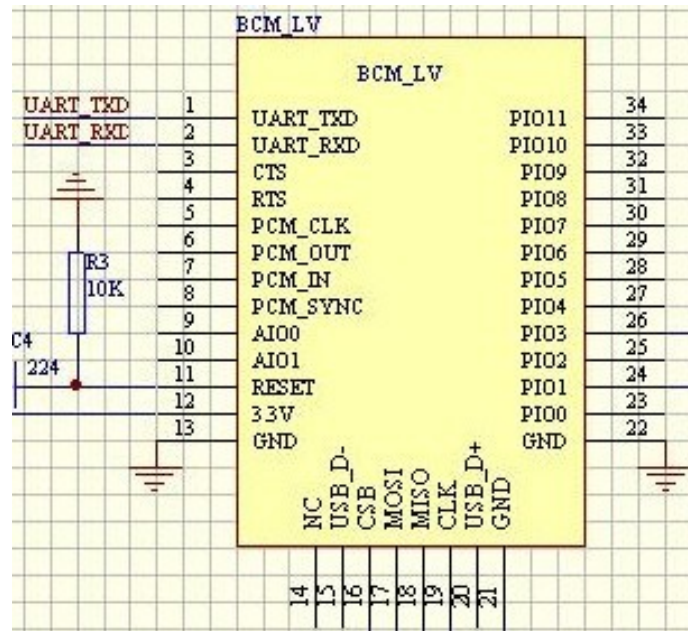 BCM_LV
BCM_LV
UART_TXD 1 UART_TXD PIO11 34
UART_RXD 2 UART_RXD PIO10 33
3 CTS PIO9 32
4 RTS PIO8 31
5 PCM_CLK PIO7 30
6 PCM_OUT PIO6 29
7 PCM_IN PIO5 28
8 PCM_SYNC PIO4 27
9 AIO0 PIO3 26
10 AIO1 PIO2 25
11 RESET PIO1 24
12 3.3V PIO0 23
13 GND GND 22
R3
10K
C4
224
NC USB_D- CSB MOSI MISO CLK USB_D+ GND
14 15 16 17 18 19 20 21